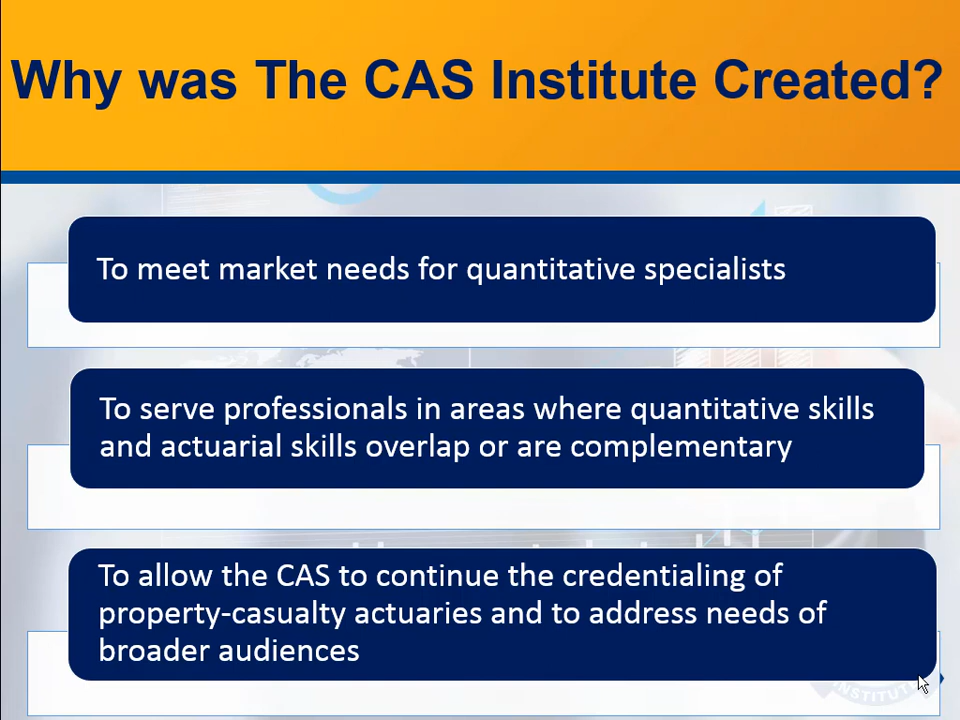 Why was The CAS Institute Created?
To meet market needs for quantitative specialists
To serve professionals in areas where quantitative skills
and actuarial skills overlap or are complementary
To allow the CAS to continue the credentialing of
property-casualty actuaries and to address needs of
broader audiences
INSTITUTE